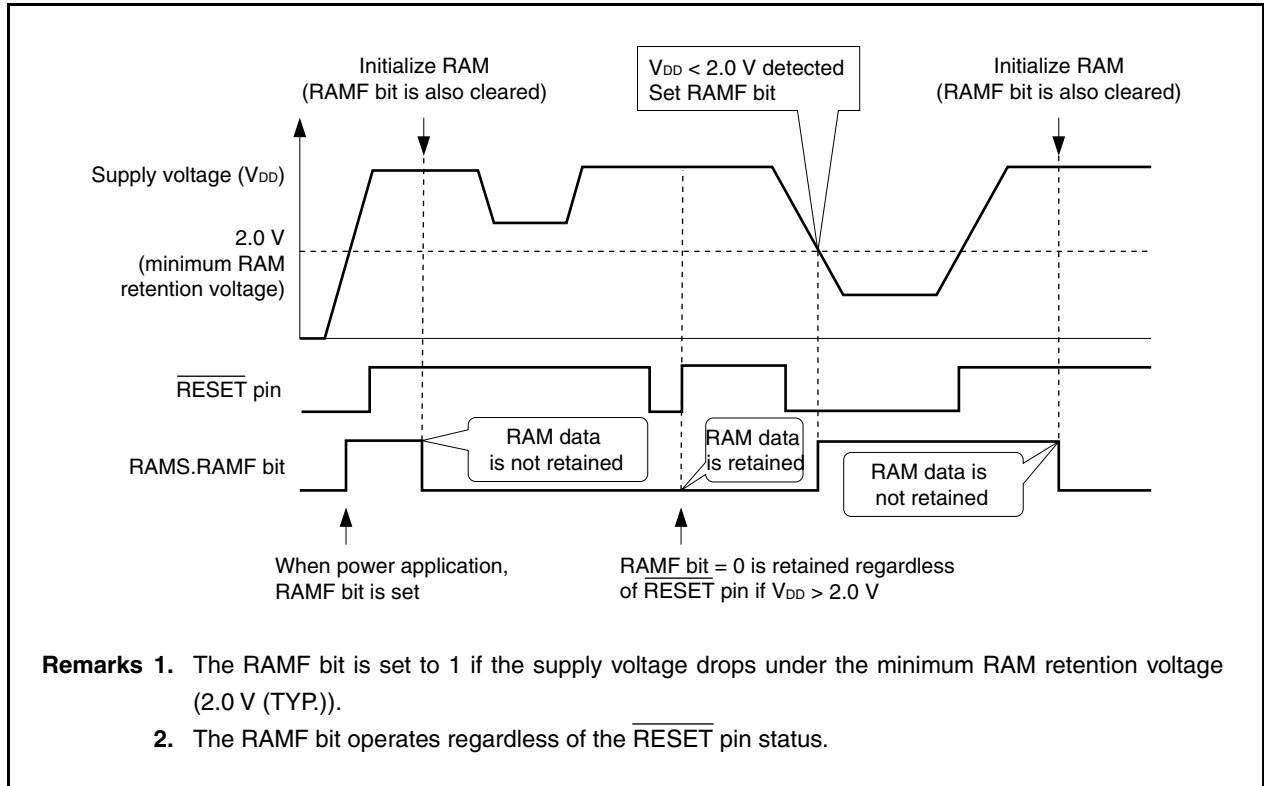 Initialize RAM
(RAMF bit is also cleared)
VDD < 2.0 V detected
Set RAMF bit
Initialize RAM
(RAMF bit is also cleared)
Supply voltage (VDD)
2.0 V
(minimum RAM
retention voltage)
RESET pin
RAMS.RAMF bit
RAM data
is not retained
RAM data
is retained
RAM data is
not retained
When power application,
RAMF bit is set
RAMF bit = 0 is retained regardless
of RESET pin if VDD > 2.0 V
Remarks 1. The RAMF bit is set to 1 if the supply voltage drops under the minimum RAM retention voltage
(2.0 V (TYP.)).
2. The RAMF bit operates regardless of the RESET pin status.